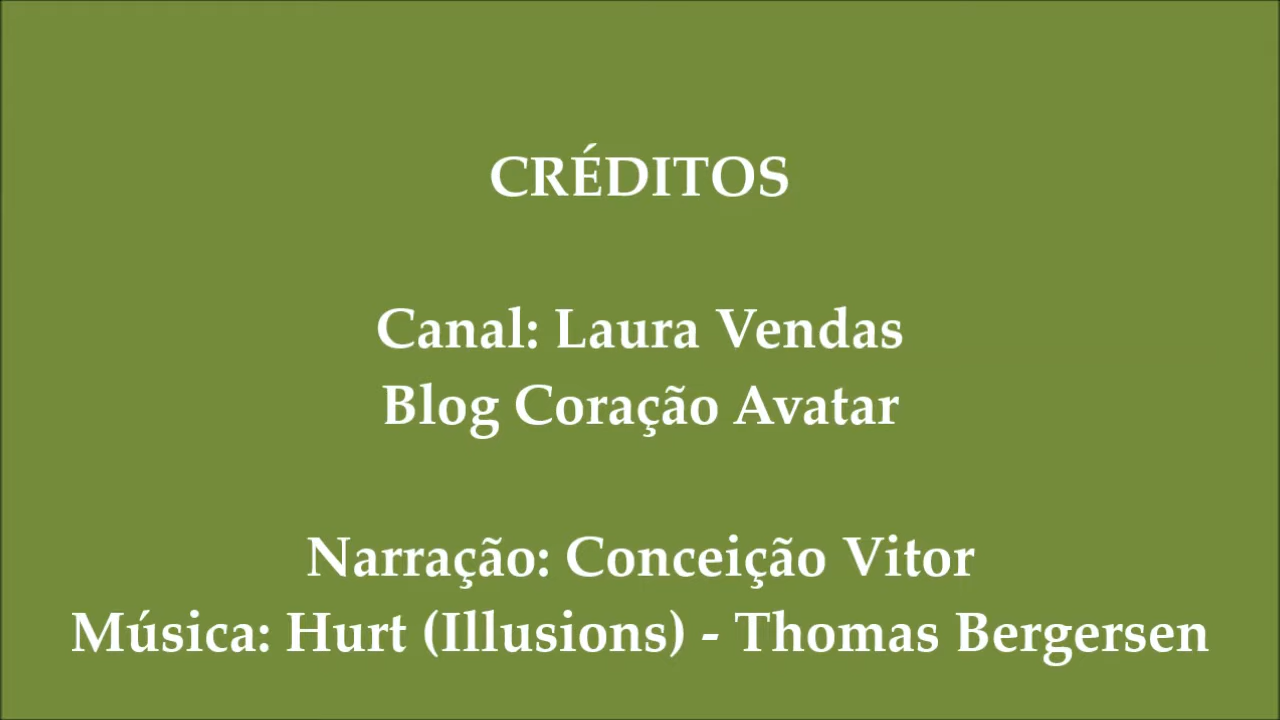 CRÉDITOS
Canal: Laura Vendas
Blog Coração Avatar
Narração: Conceição Vitor
Música: Hurt (Illusions) - Thomas Bergersen